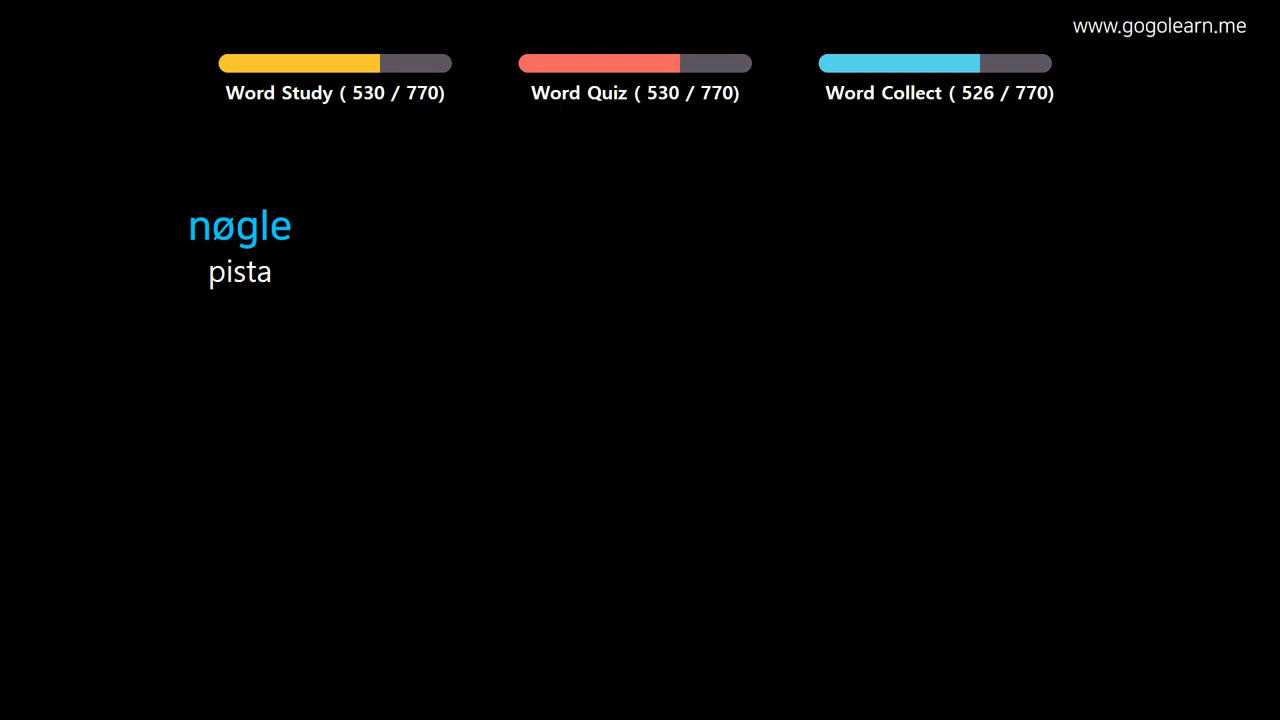 www.gogolearn.me
Word Study ( 530 / 770)
Word Quiz ( 530 / 770)
Word Collect ( 526 / 770)
nøgle
pista